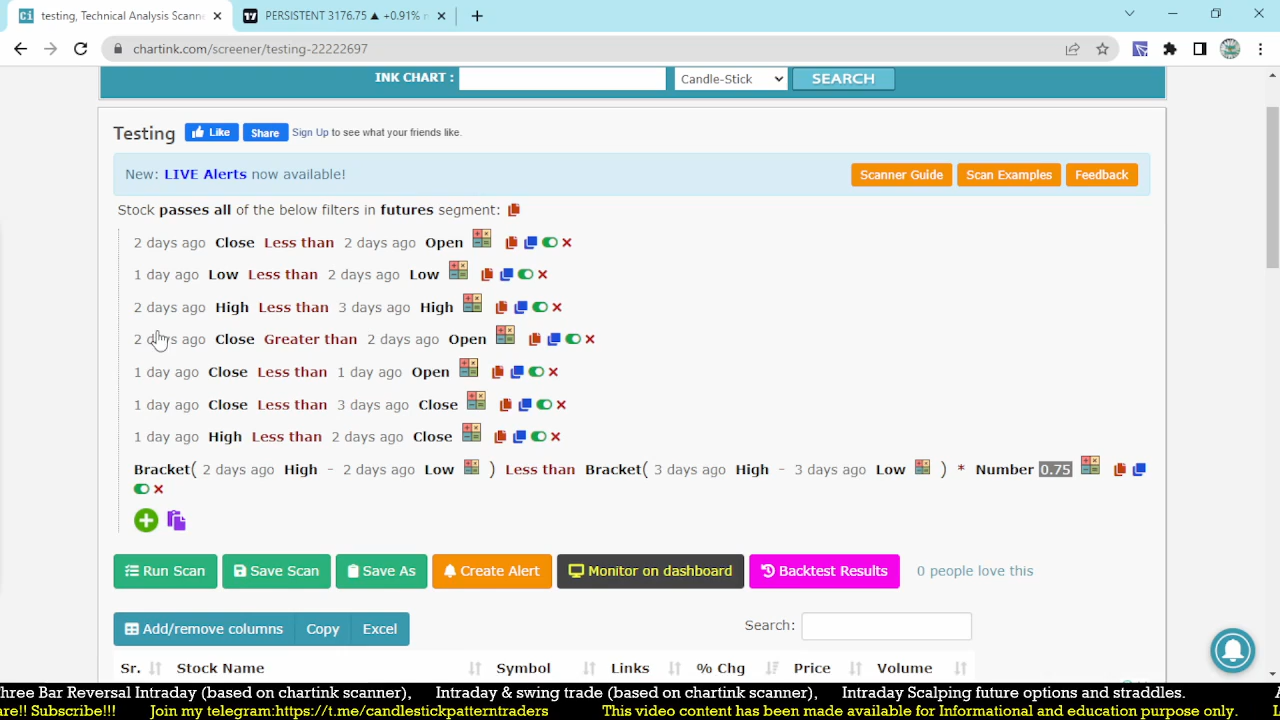 testing, Technical Analysis Scanne
PERSISTENT 3176.75 ▲ +0.91%
chartink.com/screener/testing-22222697
INK CHART :
Candle-Stick
SEARCH
Testing
Like
Share
Sign Up to see what your friends like.
New: LIVE Alerts now available!
Scanner Guide
Scan Examples
Feedback
Stock passes all of the below filters in futures segment:
2 days ago Close Less than 2 days ago Open
1 day ago Low Less than 2 days ago Low
2 days ago High Less than 3 days ago High
2 days ago Close Greater than 2 days ago Open
1 day ago Close Less than 1 day ago Open
1 day ago Close Less than 3 days ago Close
1 day ago High Less than 2 days ago Close
Bracket( 2 days ago High - 2 days ago Low ) Less than Bracket( 3 days ago High - 3 days ago Low ) * Number 0.75
Run Scan
Save Scan
Save As
Create Alert
Monitor on dashboard
Backtest Results
0 people love this
Add/remove columns
Copy
Excel
Search:
Sr. Stock Name Symbol Links % Chg Price Volume
hree Bar Reversal Intraday (based on chartink scanner), Intraday & swing trade (based on chartink scanner), Intraday Scalping future options and straddles.
are!! Subscribe!!! Join my telegram:https://t.me/candlestickpatterntraders This video content has been made available for Informational and education purpose only.